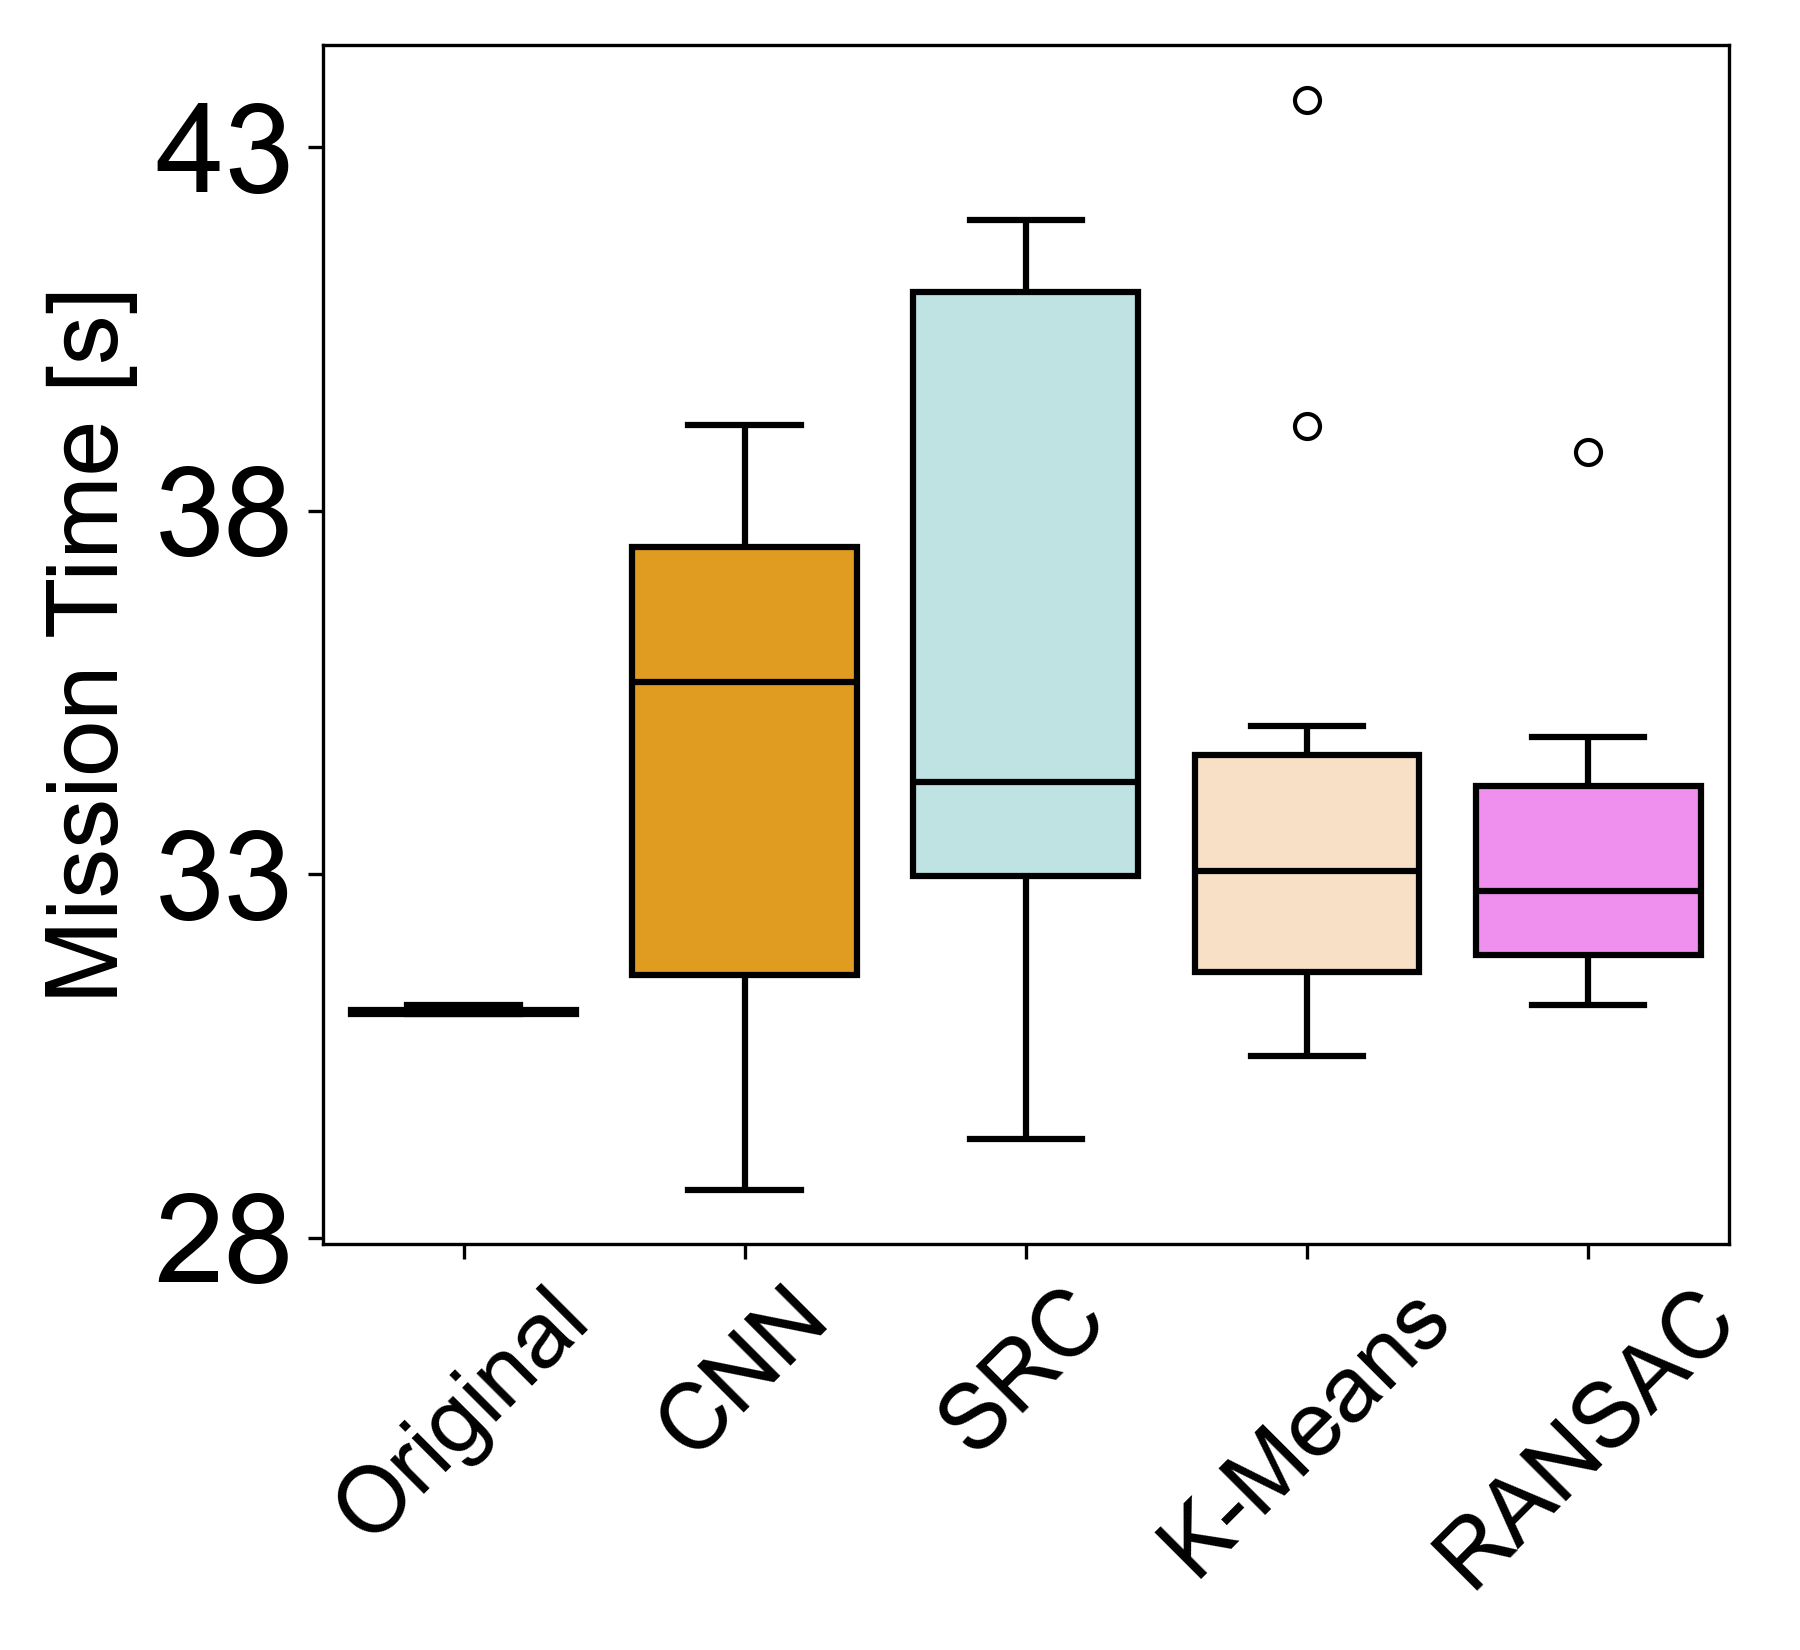 Mission Time [s]
43
38
33
28
Original
CNN
SRC
K-Means
RANSAC